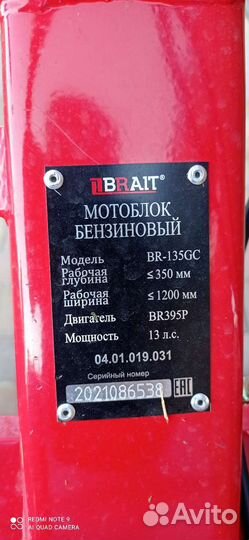 BRAIT
МОТОБЛОК
БЕНЗИНОВЫЙ
Модель BR-135GC
Рабочая глубина ≤ 350 мм
Рабочая ширина ≤ 1200 мм
Двигатель BR395P
Мощность 13 л.с.
04.01.019.031
Серийный номер
2021086538 EAC
REDMI NOTE 9
AI QUAD CAMERA
Avito